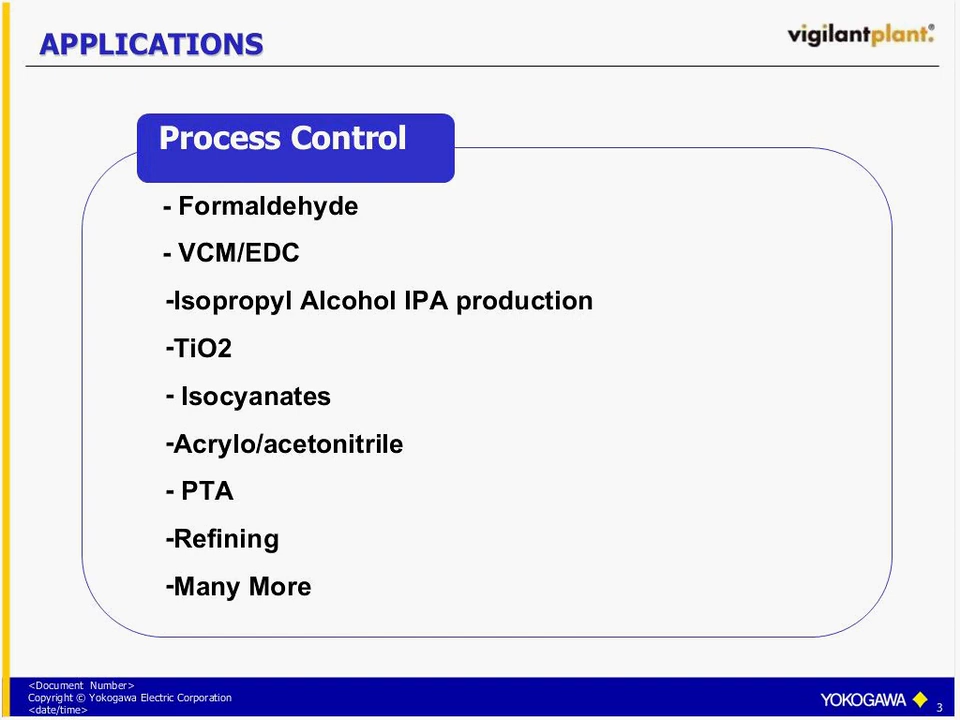 APPLICATIONS
vigilantplant.®
Process Control
- Formaldehyde
- VCM/EDC
-Isopropyl Alcohol IPA production
-TiO2
- Isocyanates
-Acrylo/acetonitrile
- PTA
-Refining
-Many More
<Document Number>
Copyright © Yokogawa Electric Corporation
<date/time>
YOKOGAWA
3